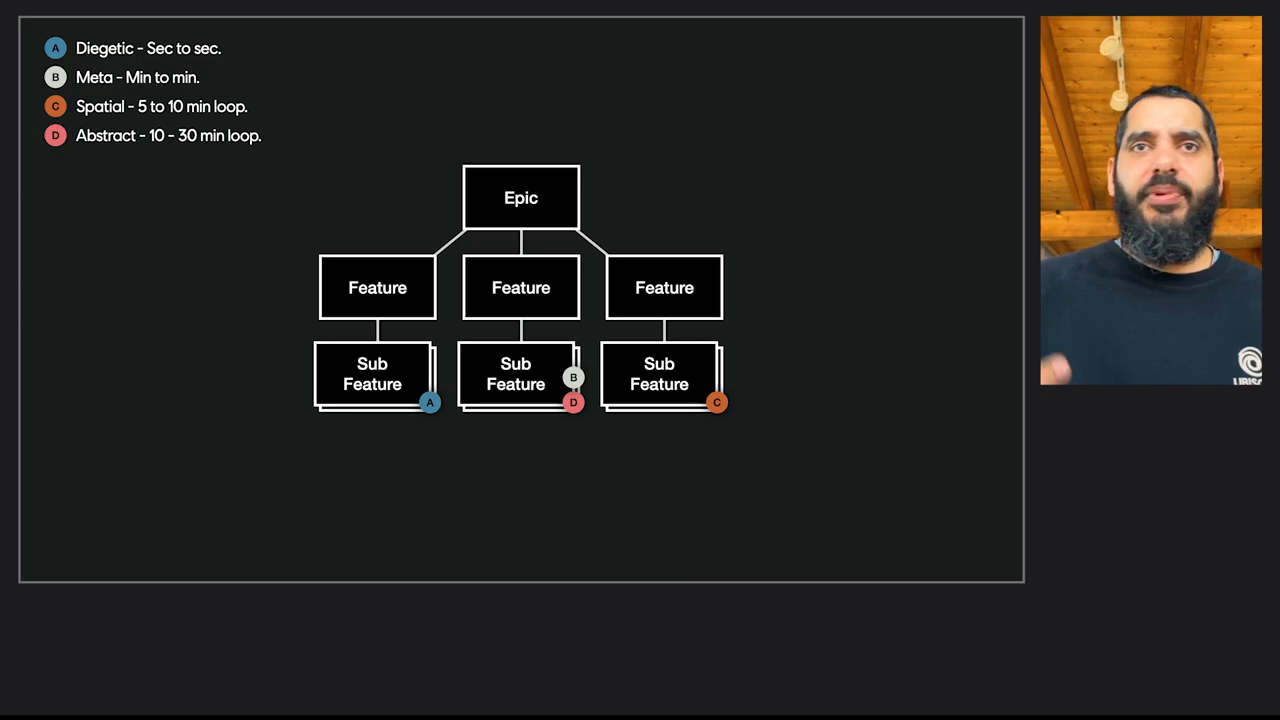 A Diegetic - Sec to sec.
B Meta - Min to min.
C Spatial - 5 to 10 min loop.
D Abstract - 10 - 30 min loop.
Epic
Feature Feature Feature
Sub Sub Sub
Feature Feature Feature
B
A D C